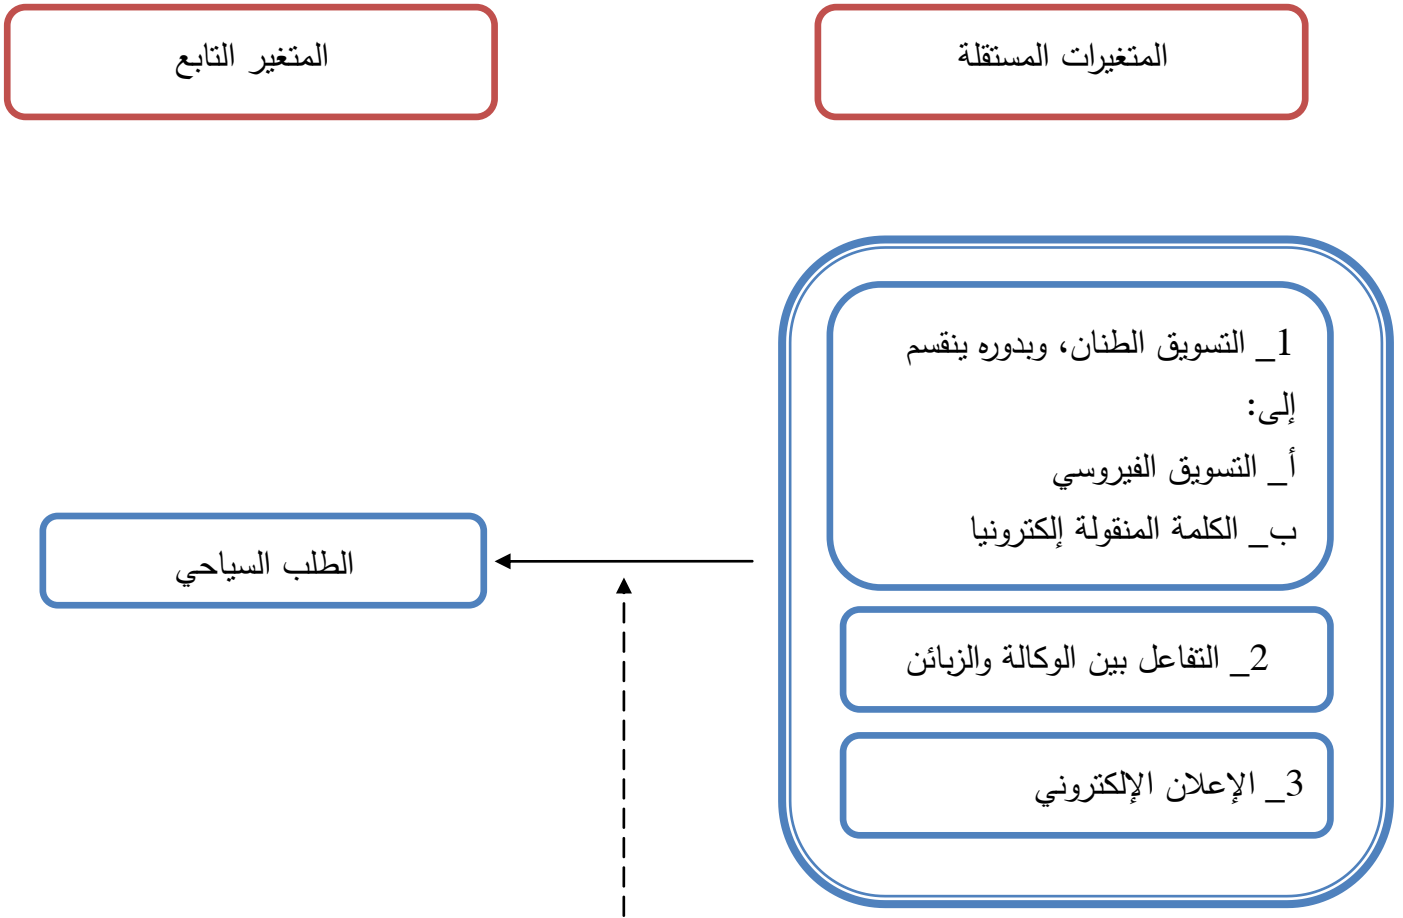 المتغيرات المستقلة
المتغير التابع
1_ التسويق الطنان، وبدوره ينقسم
إلى:
أ_ التسويق الفيروسي
ب_ الكلمة المنقولة إلكترونيا
2_ التفاعل بين الوكالة والزبائن
3_ الإعلان الإلكتروني
الطلب السياحي